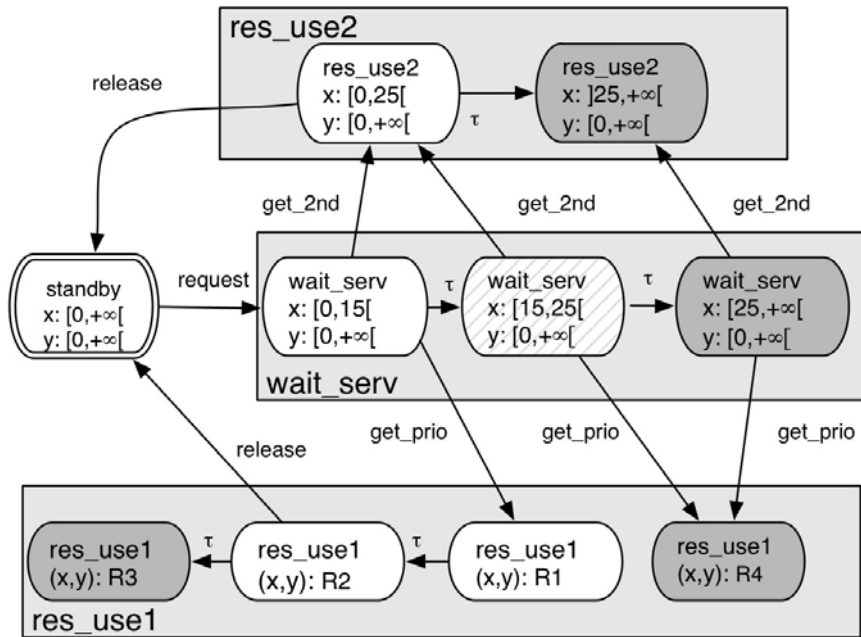 res_use2
res_use2
x: [0,25[
y: [0,+∞[
res_use2
x: ]25,+∞[
y: [0,+∞[
release
τ
get_2nd
get_2nd
get_2nd
standby
x: [0,+∞[
y: [0,+∞[
request
wait_serv
x: [0,15[
y: [0,+∞[
τ
wait_serv
x: [15,25[
y: [0,+∞[
τ
wait_serv
x: [25,+∞[
y: [0,+∞[
wait_serv
get_prio
get_prio
get_prio
release
res_use1
(x,y): R3
τ
res_use1
(x,y): R2
τ
res_use1
(x,y): R1
res_use1
(x,y): R4
res_use1